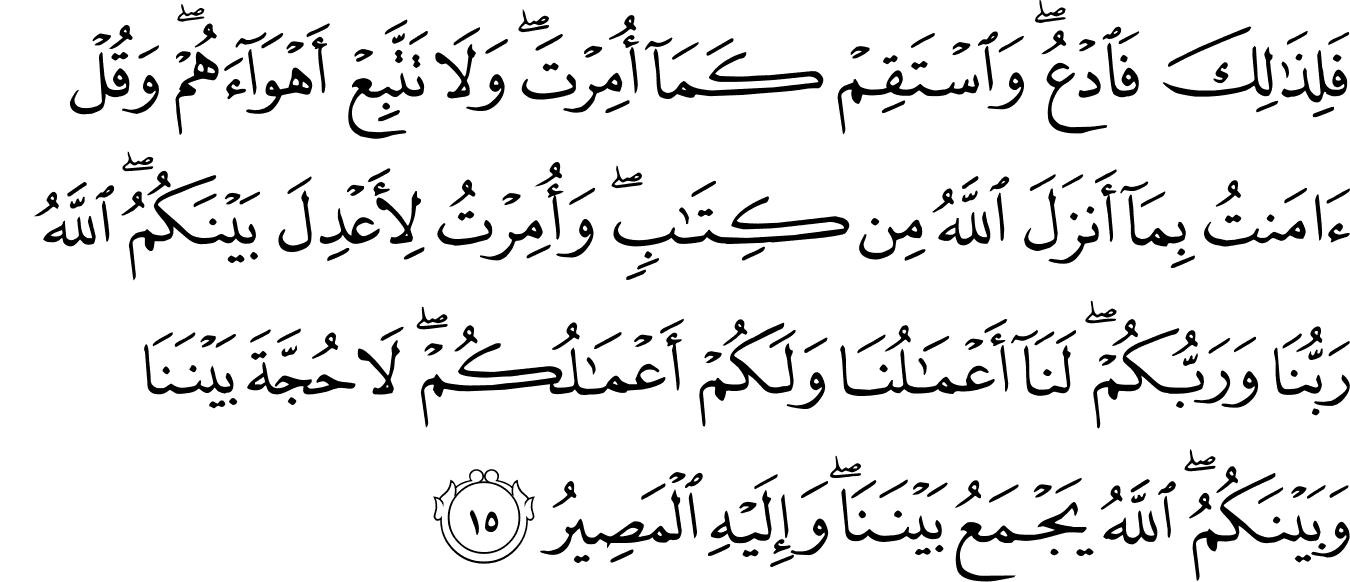 فَلِذَٰلِكَ فَٱدۡعُۖ وَٱسۡتَقِمۡ كَمَآ أُمِرۡتَۖ وَلَا تَتَّبِعۡ أَهۡوَآءَهُمۡۖ وَقُلۡ
ءَامَنتُ بِمَآ أَنزَلَ ٱللَّهُ مِن كِتَٰبٖۖ وَأُمِرۡتُ لِأَعۡدِلَ بَيۡنَكُمُۖ ٱللَّهُ
رَبُّنَا وَرَبُّكُمۡۖ لَنَآ أَعۡمَٰلُنَا وَلَكُمۡ أَعۡمَٰلُكُمۡۖ لَا حُجَّةَ بَيۡنَنَا
وَبَيۡنَكُمُۖ ٱللَّهُ يَجۡمَعُ بَيۡنَنَاۖ وَإِلَيۡهِ ٱلۡمَصِيرُ ١٥